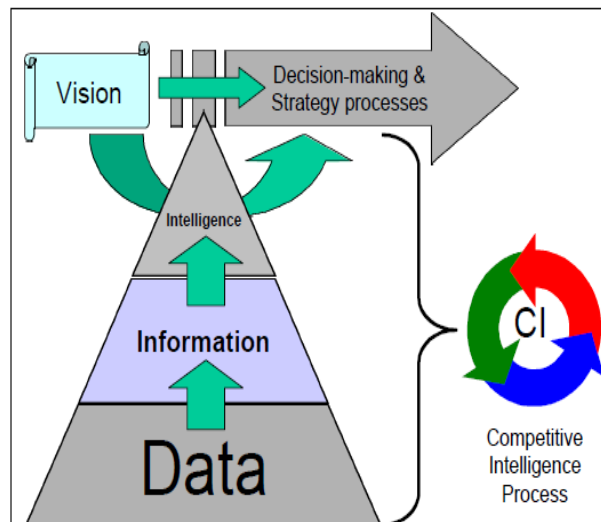 Vision
Decision-making &
Strategy processes
Intelligence
Information
Data
CI
Competitive
Intelligence
Process